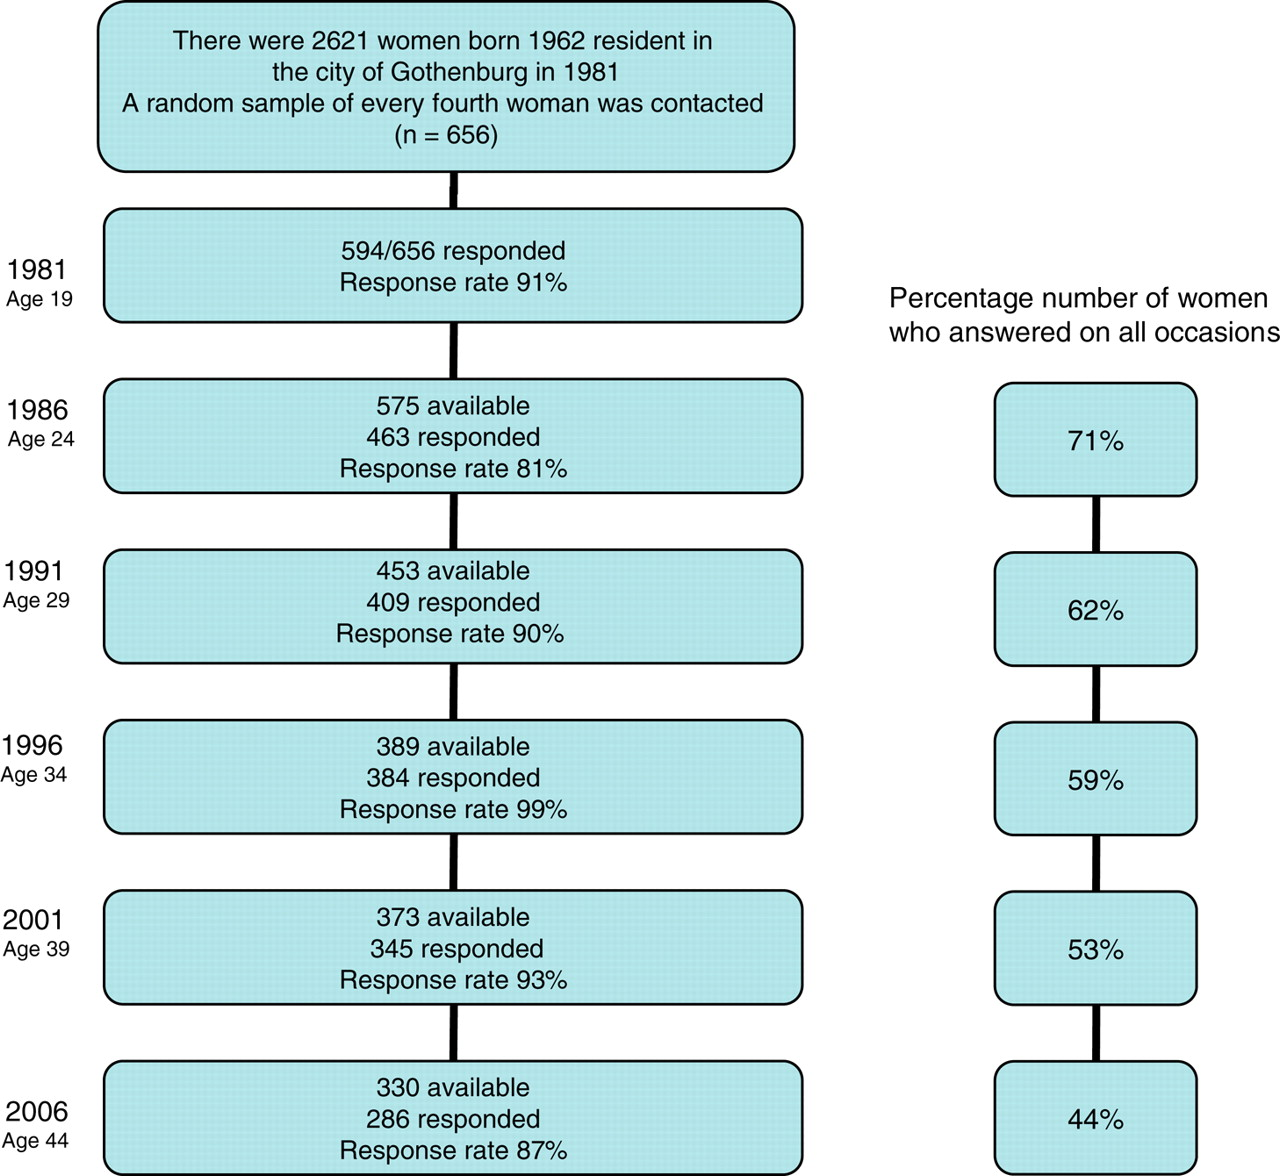 There were 2621 women born 1962 resident in
the city of Gothenburg in 1981
A random sample of every fourth woman was contacted
(n = 656)
1981
Age 19
594/656 responded
Response rate 91%
Percentage number of women
who answered on all occasions
1986
Age 24
575 available
463 responded
Response rate 81%
71%
1991
Age 29
453 available
409 responded
Response rate 90%
62%
1996
Age 34
389 available
384 responded
Response rate 99%
59%
2001
Age 39
373 available
345 responded
Response rate 93%
53%
2006
Age 44
330 available
286 responded
Response rate 87%
44%